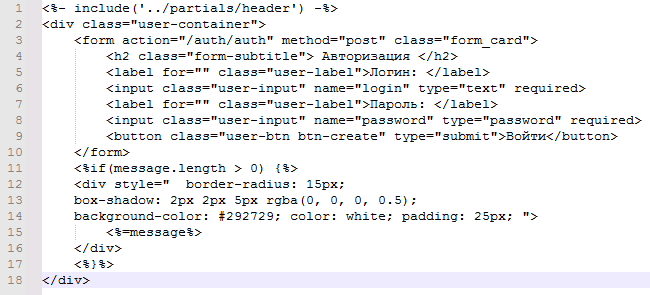 1 <%- include('../partials/header') -%>
2 <div class="user-container">
3 <form action="/auth/auth" method="post" class="form_card">
4 <h2 class="form-subtitle"> Авторизация </h2>
5 <label for="" class="user-label">Логин: </label>
6 <input class="user-input" name="login" type="text" required>
7 <label for="" class="user-label">Пароль: </label>
8 <input class="user-input" name="password" type="password" required>
9 <button class="user-btn btn-create" type="submit">Войти</button>
10 </form>
11 <%if(message.length > 0) {%>
12 <div style="  border-radius: 15px;
13 box-shadow: 2px 2px 5px rgba(0, 0, 0, 0.5);
14 background-color: #292729; color: white; padding: 25px; ">
15 <%=message%>
16 </div>
17 <%}%>
18 </div>